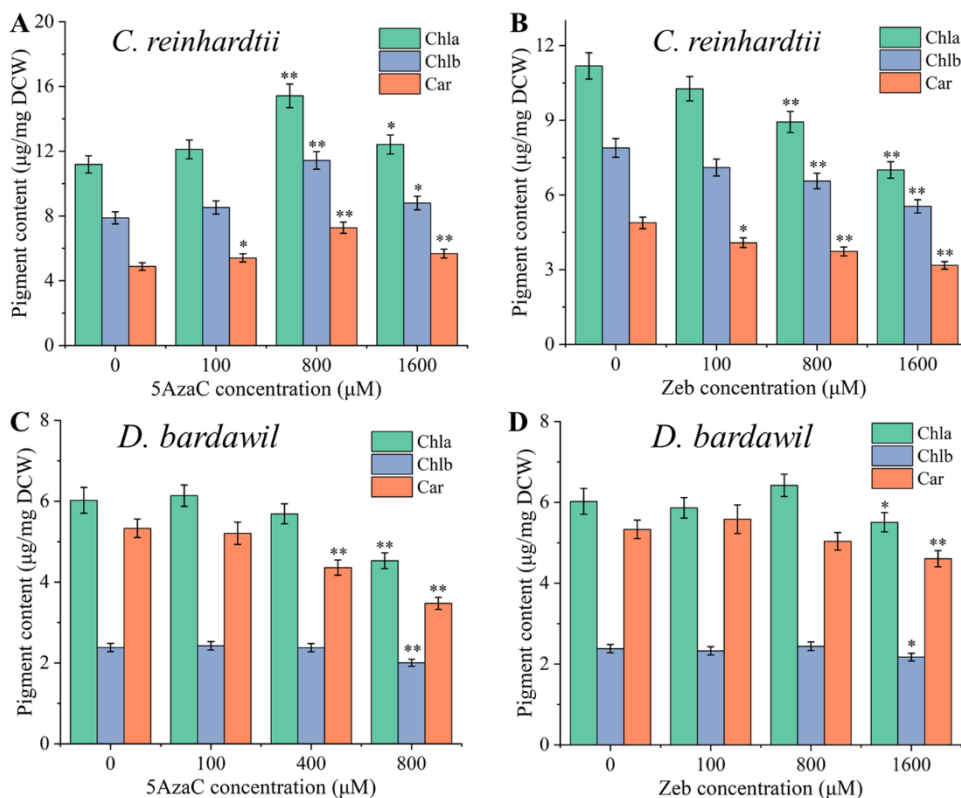 A
C. reinhardtii
Chla
Chlb
Car
Pigment content (μg/mg DCW)
20
16
12
8
4
0
**
**
**
*
*
*
**
0 100 800 1600
5AzaC concentration (μM)
B
C. reinhardtii
Chla
Chlb
Car
Pigment content (μg/mg DCW)
12
9
6
3
0
*
**
**
**
**
**
**
0 100 800 1600
Zeb concentration (μM)
C
D. bardawil
Chla
Chlb
Car
Pigment content (μg/mg DCW)
8
6
4
2
0
**
**
**
**
0 100 400 800
5AzaC concentration (μM)
D
D. bardawil
Chla
Chlb
Car
Pigment content (μg/mg DCW)
8
6
4
2
0
*
**
*
0 100 800 1600
Zeb concentration (μM)